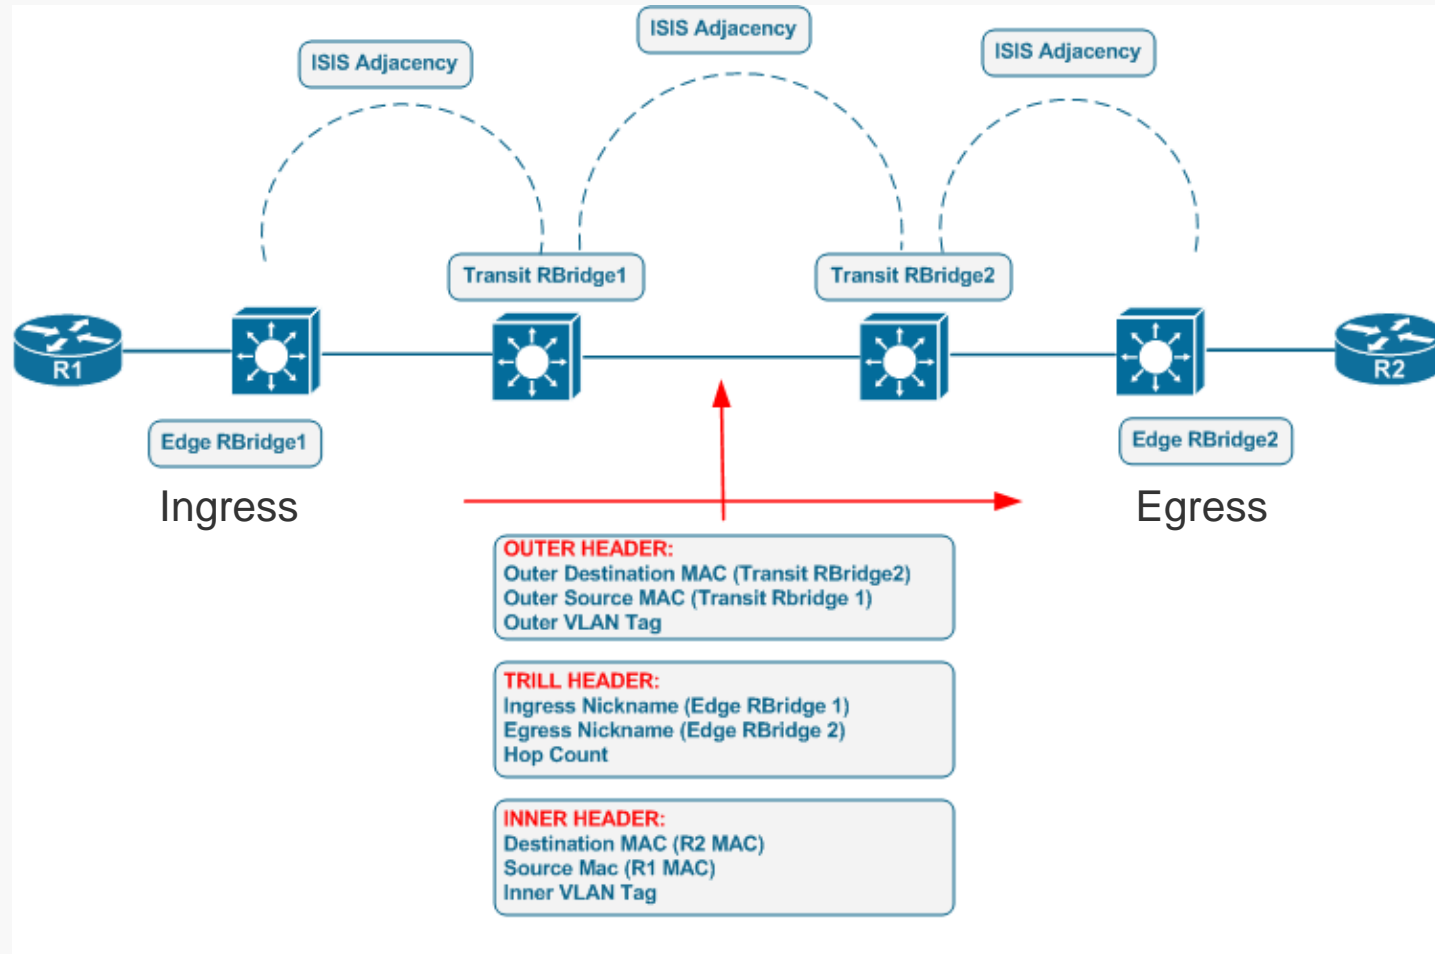 ISIS Adjacency
ISIS Adjacency
ISIS Adjacency
Transit RBridge1
Transit RBridge2
R1
R2
Edge RBridge1
Edge RBridge2
Ingress
Egress
OUTER HEADER:
Outer Destination MAC (Transit RBridge2)
Outer Source MAC (Transit Rbridge 1)
Outer VLAN Tag
TRILL HEADER:
Ingress Nickname (Edge RBridge 1)
Egress Nickname (Edge RBridge 2)
Hop Count
INNER HEADER:
Destination MAC (R2 MAC)
Source Mac (R1 MAC)
Inner VLAN Tag